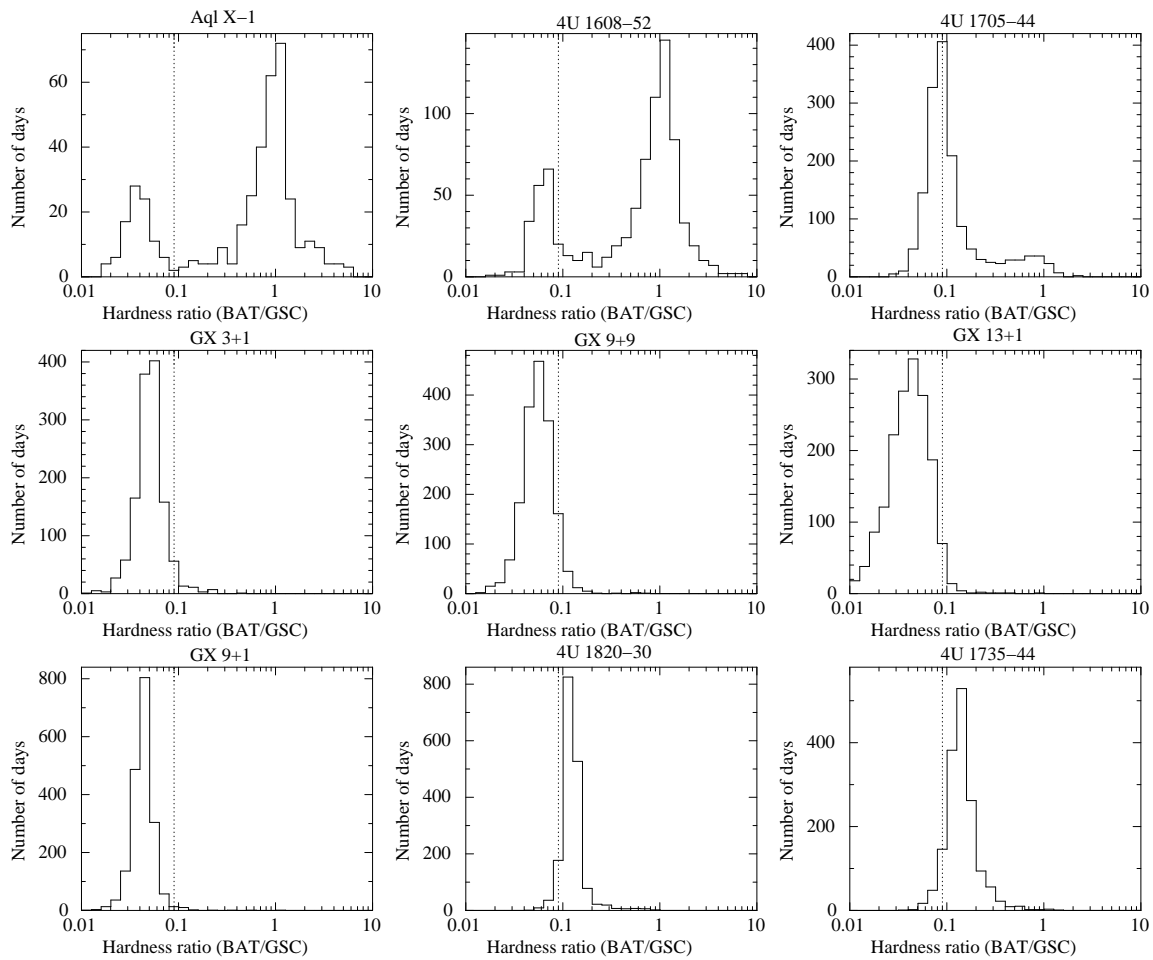 Aql X−1
Number of days
60
40
20
0
0.01 0.1 1 10
Hardness ratio (BAT/GSC)
4U 1608−52
Number of days
100
50
0
0.01 0.1 1 10
Hardness ratio (BAT/GSC)
4U 1705−44
Number of days
400
300
200
100
0
0.01 0.1 1 10
Hardness ratio (BAT/GSC)
GX 3+1
Number of days
400
300
200
100
0
0.01 0.1 1 10
Hardness ratio (BAT/GSC)
GX 9+9
Number of days
400
300
200
100
0
0.01 0.1 1 10
Hardness ratio (BAT/GSC)
GX 13+1
Number of days
300
200
100
0
0.01 0.1 1 10
Hardness ratio (BAT/GSC)
GX 9+1
Number of days
800
600
400
200
0
0.01 0.1 1 10
Hardness ratio (BAT/GSC)
4U 1820−30
Number of days
800
600
400
200
0
0.01 0.1 1 10
Hardness ratio (BAT/GSC)
4U 1735−44
Number of days
400
200
0
0.01 0.1 1 10
Hardness ratio (BAT/GSC)